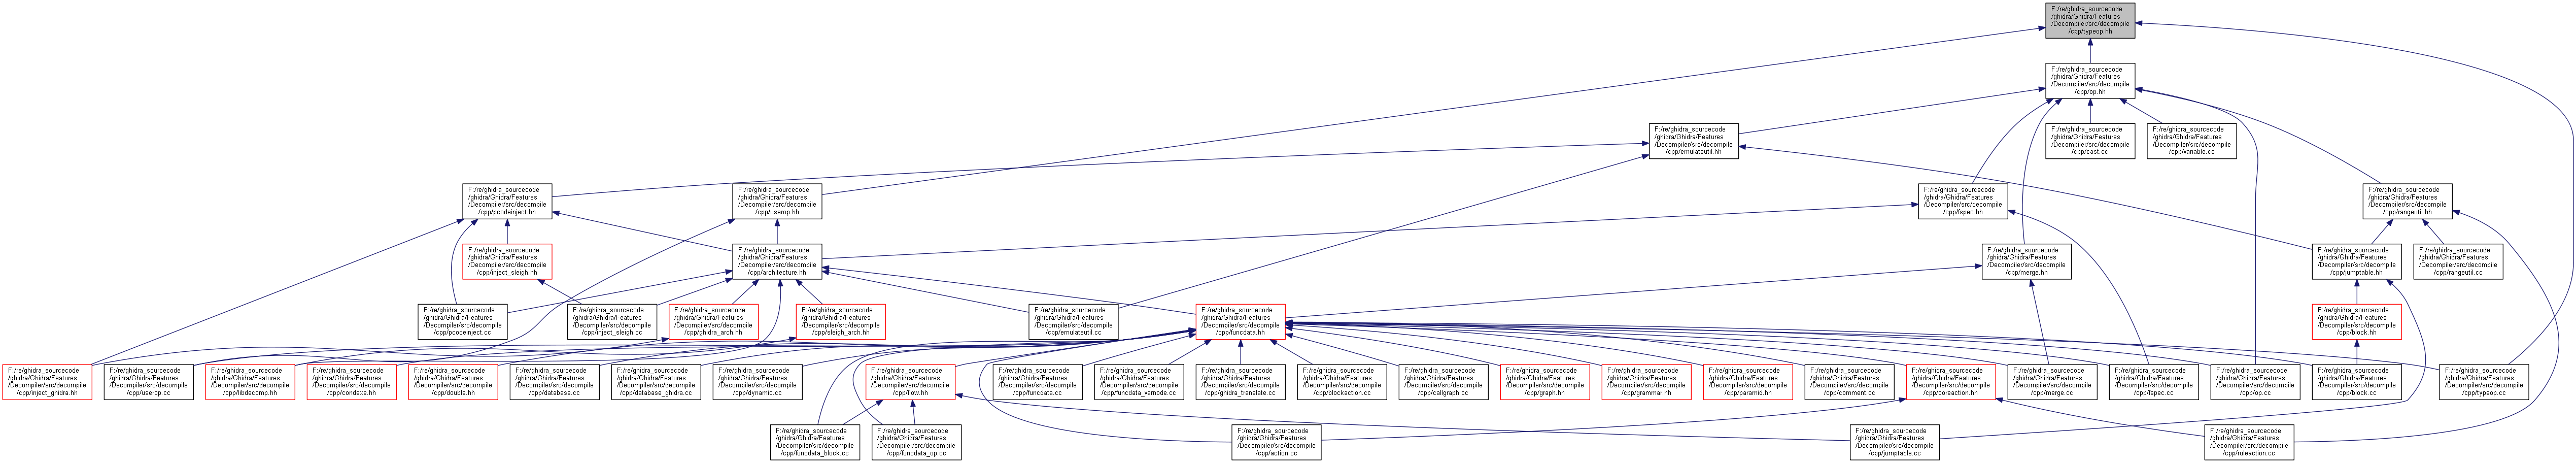 F:/re/ghidra_sourcecode
/ghidra/Ghidra/Features
/Decompiler/src/decompile
/cpp/typeop.hh
F:/re/ghidra_sourcecode
/ghidra/Ghidra/Features
/Decompiler/src/decompile
/cpp/op.hh
F:/re/ghidra_sourcecode
/ghidra/Ghidra/Features
/Decompiler/src/decompile
/cpp/emulateutil.hh
F:/re/ghidra_sourcecode
/ghidra/Ghidra/Features
/Decompiler/src/decompile
/cpp/cast.cc
F:/re/ghidra_sourcecode
/ghidra/Ghidra/Features
/Decompiler/src/decompile
/cpp/variable.cc
F:/re/ghidra_sourcecode
/ghidra/Ghidra/Features
/Decompiler/src/decompile
/cpp/pcodeinject.hh
F:/re/ghidra_sourcecode
/ghidra/Ghidra/Features
/Decompiler/src/decompile
/cpp/userop.hh
F:/re/ghidra_sourcecode
/ghidra/Ghidra/Features
/Decompiler/src/decompile
/cpp/fspec.hh
F:/re/ghidra_sourcecode
/ghidra/Ghidra/Features
/Decompiler/src/decompile
/cpp/rangeutil.hh
F:/re/ghidra_sourcecode
/ghidra/Ghidra/Features
/Decompiler/src/decompile
/cpp/inject_sleigh.hh
F:/re/ghidra_sourcecode
/ghidra/Ghidra/Features
/Decompiler/src/decompile
/cpp/architecture.hh
F:/re/ghidra_sourcecode
/ghidra/Ghidra/Features
/Decompiler/src/decompile
/cpp/merge.hh
F:/re/ghidra_sourcecode
/ghidra/Ghidra/Features
/Decompiler/src/decompile
/cpp/jumptable.hh
F:/re/ghidra_sourcecode
/ghidra/Ghidra/Features
/Decompiler/src/decompile
/cpp/rangeutil.cc
F:/re/ghidra_sourcecode
/ghidra/Ghidra/Features
/Decompiler/src/decompile
/cpp/pcodeinject.cc
F:/re/ghidra_sourcecode
/ghidra/Ghidra/Features
/Decompiler/src/decompile
/cpp/inject_sleigh.cc
F:/re/ghidra_sourcecode
/ghidra/Ghidra/Features
/Decompiler/src/decompile
/cpp/ghidra_arch.hh
F:/re/ghidra_sourcecode
/ghidra/Ghidra/Features
/Decompiler/src/decompile
/cpp/sleigh_arch.hh
F:/re/ghidra_sourcecode
/ghidra/Ghidra/Features
/Decompiler/src/decompile
/cpp/emulateutil.cc
F:/re/ghidra_sourcecode
/ghidra/Ghidra/Features
/Decompiler/src/decompile
/cpp/funcdata.hh
F:/re/ghidra_sourcecode
/ghidra/Ghidra/Features
/Decompiler/src/decompile
/cpp/block.hh
F:/re/ghidra_sourcecode
/ghidra/Ghidra/Features
/Decompiler/src/decompile
/cpp/inject_ghidra.hh
F:/re/ghidra_sourcecode
/ghidra/Ghidra/Features
/Decompiler/src/decompile
/cpp/userop.cc
F:/re/ghidra_sourcecode
/ghidra/Ghidra/Features
/Decompiler/src/decompile
/cpp/libdecomp.hh
F:/re/ghidra_sourcecode
/ghidra/Ghidra/Features
/Decompiler/src/decompile
/cpp/condexe.hh
F:/re/ghidra_sourcecode
/ghidra/Ghidra/Features
/Decompiler/src/decompile
/cpp/double.hh
F:/re/ghidra_sourcecode
/ghidra/Ghidra/Features
/Decompiler/src/decompile
/cpp/database.cc
F:/re/ghidra_sourcecode
/ghidra/Ghidra/Features
/Decompiler/src/decompile
/cpp/database_ghidra.cc
F:/re/ghidra_sourcecode
/ghidra/Ghidra/Features
/Decompiler/src/decompile
/cpp/dynamic.cc
F:/re/ghidra_sourcecode
/ghidra/Ghidra/Features
/Decompiler/src/decompile
/cpp/flow.hh
F:/re/ghidra_sourcecode
/ghidra/Ghidra/Features
/Decompiler/src/decompile
/cpp/funcdata.cc
F:/re/ghidra_sourcecode
/ghidra/Ghidra/Features
/Decompiler/src/decompile
/cpp/funcdata_varnode.cc
F:/re/ghidra_sourcecode
/ghidra/Ghidra/Features
/Decompiler/src/decompile
/cpp/ghidra_translate.cc
F:/re/ghidra_sourcecode
/ghidra/Ghidra/Features
/Decompiler/src/decompile
/cpp/blockaction.cc
F:/re/ghidra_sourcecode
/ghidra/Ghidra/Features
/Decompiler/src/decompile
/cpp/callgraph.cc
F:/re/ghidra_sourcecode
/ghidra/Ghidra/Features
/Decompiler/src/decompile
/cpp/graph.hh
F:/re/ghidra_sourcecode
/ghidra/Ghidra/Features
/Decompiler/src/decompile
/cpp/grammar.hh
F:/re/ghidra_sourcecode
/ghidra/Ghidra/Features
/Decompiler/src/decompile
/cpp/paramid.hh
F:/re/ghidra_sourcecode
/ghidra/Ghidra/Features
/Decompiler/src/decompile
/cpp/comment.cc
F:/re/ghidra_sourcecode
/ghidra/Ghidra/Features
/Decompiler/src/decompile
/cpp/coreaction.hh
F:/re/ghidra_sourcecode
/ghidra/Ghidra/Features
/Decompiler/src/decompile
/cpp/merge.cc
F:/re/ghidra_sourcecode
/ghidra/Ghidra/Features
/Decompiler/src/decompile
/cpp/fspec.cc
F:/re/ghidra_sourcecode
/ghidra/Ghidra/Features
/Decompiler/src/decompile
/cpp/op.cc
F:/re/ghidra_sourcecode
/ghidra/Ghidra/Features
/Decompiler/src/decompile
/cpp/block.cc
F:/re/ghidra_sourcecode
/ghidra/Ghidra/Features
/Decompiler/src/decompile
/cpp/typeop.cc
F:/re/ghidra_sourcecode
/ghidra/Ghidra/Features
/Decompiler/src/decompile
/cpp/funcdata_block.cc
F:/re/ghidra_sourcecode
/ghidra/Ghidra/Features
/Decompiler/src/decompile
/cpp/funcdata_op.cc
F:/re/ghidra_sourcecode
/ghidra/Ghidra/Features
/Decompiler/src/decompile
/cpp/action.cc
F:/re/ghidra_sourcecode
/ghidra/Ghidra/Features
/Decompiler/src/decompile
/cpp/jumptable.cc
F:/re/ghidra_sourcecode
/ghidra/Ghidra/Features
/Decompiler/src/decompile
/cpp/ruleaction.cc